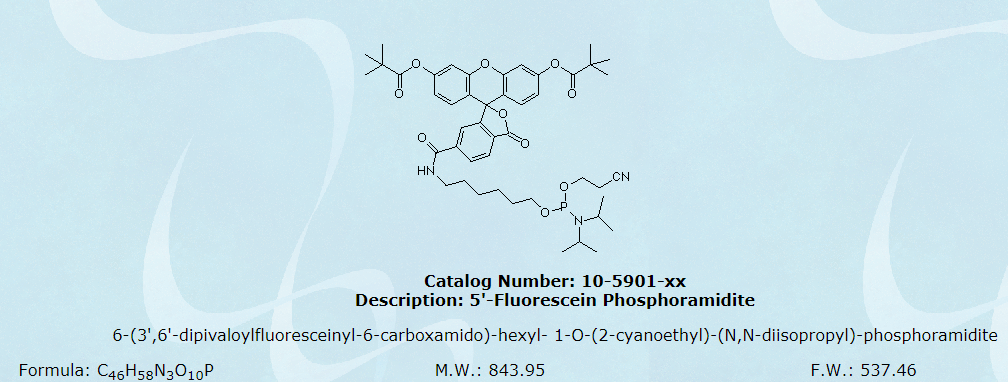 O O O
O O
O
O O
O
HN
O CN
O P
N
Catalog Number: 10-5901-xx
Description: 5'-Fluorescein Phosphoramidite
6-(3',6'-dipivaloylfluoresceinyl-6-carboxamido)-hexyl- 1-O-(2-cyanoethyl)-(N,N-diisopropyl)-phosphoramidite
Formula: C46H58N3O10P M.W.: 843.95 F.W.: 537.46